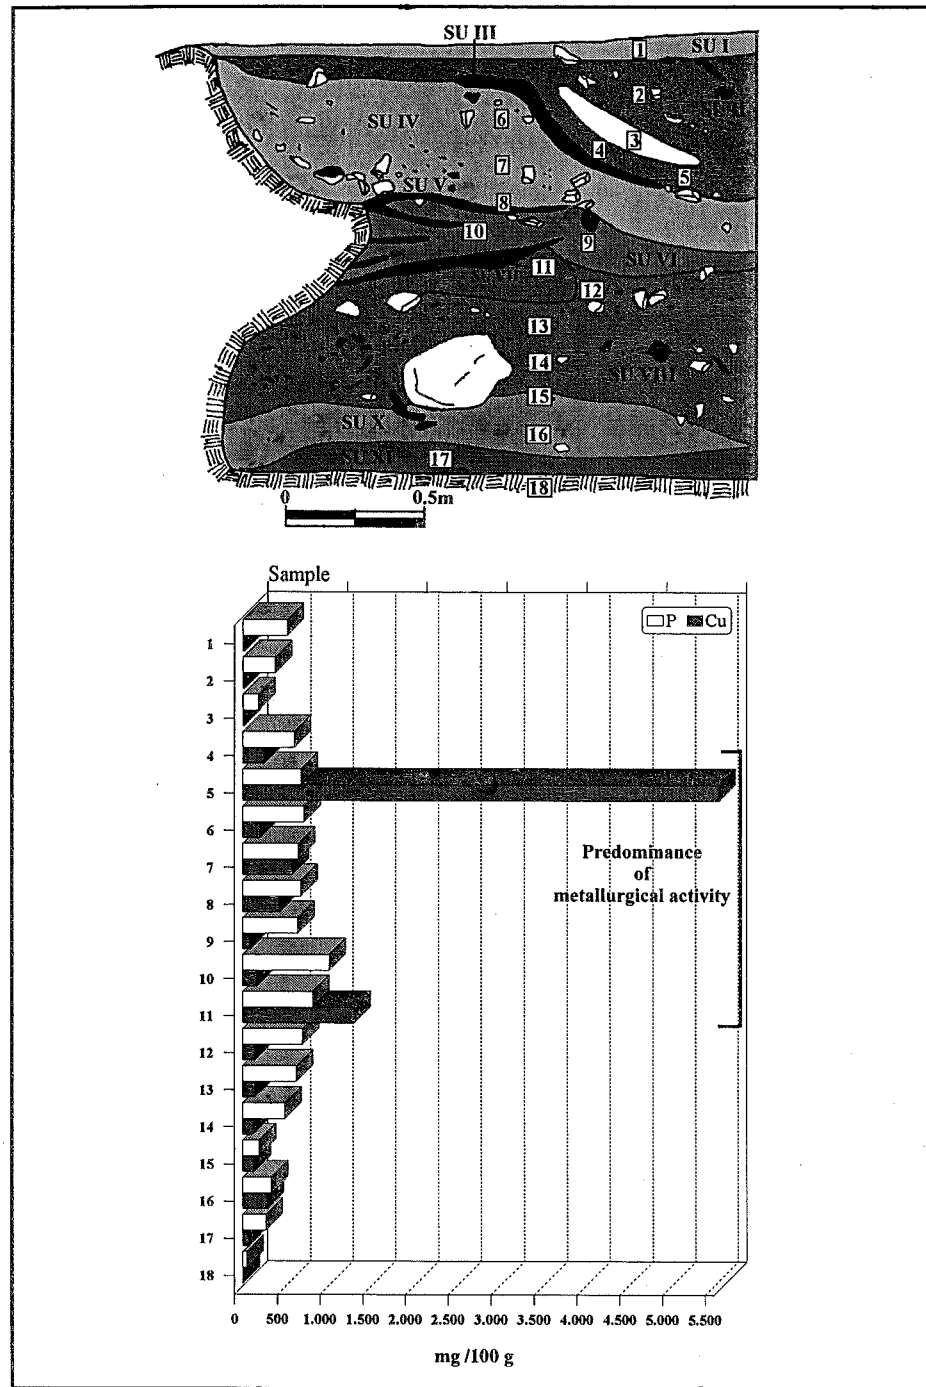 SU III
1
SU I
2
SU II
6
SU IV
3
4
7
5
SU V
8
10
9
SU VI
11
SU VII
12
13
14
SU VIII
15
SU X
16
SU XI
17
18
0 0.5m
Sample
P Cu
1
2
3
4
5
6
7
8
9
10
11
12
13
14
15
16
17
18
Predominance
of
metallurgical activity
0 500 1.000 1.500 2.000 2.500 3.000 3.500 4.000 4.500 5.000 5.500
mg /100 g